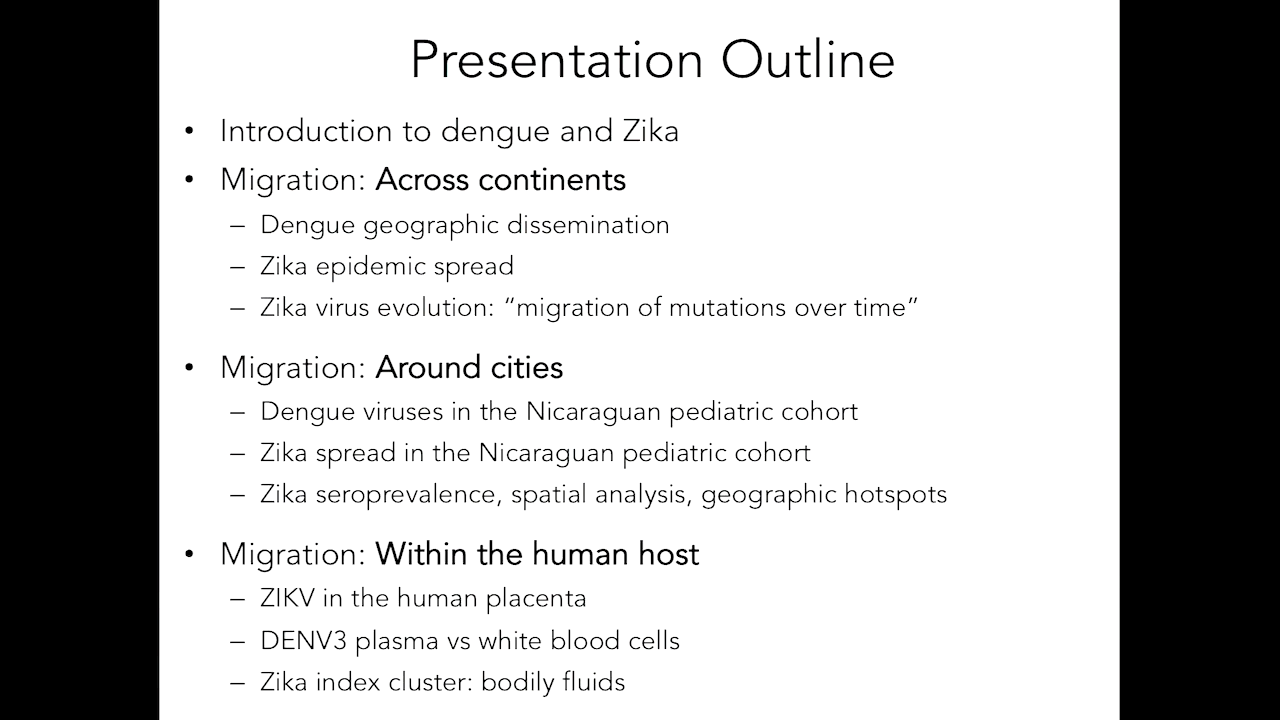 Presentation Outline
• Introduction to dengue and Zika
• Migration: Across continents
– Dengue geographic dissemination
– Zika epidemic spread
– Zika virus evolution: “migration of mutations over time”
• Migration: Around cities
– Dengue viruses in the Nicaraguan pediatric cohort
– Zika spread in the Nicaraguan pediatric cohort
– Zika seroprevalence, spatial analysis, geographic hotspots
• Migration: Within the human host
– ZIKV in the human placenta
– DENV3 plasma vs white blood cells
– Zika index cluster: bodily fluids